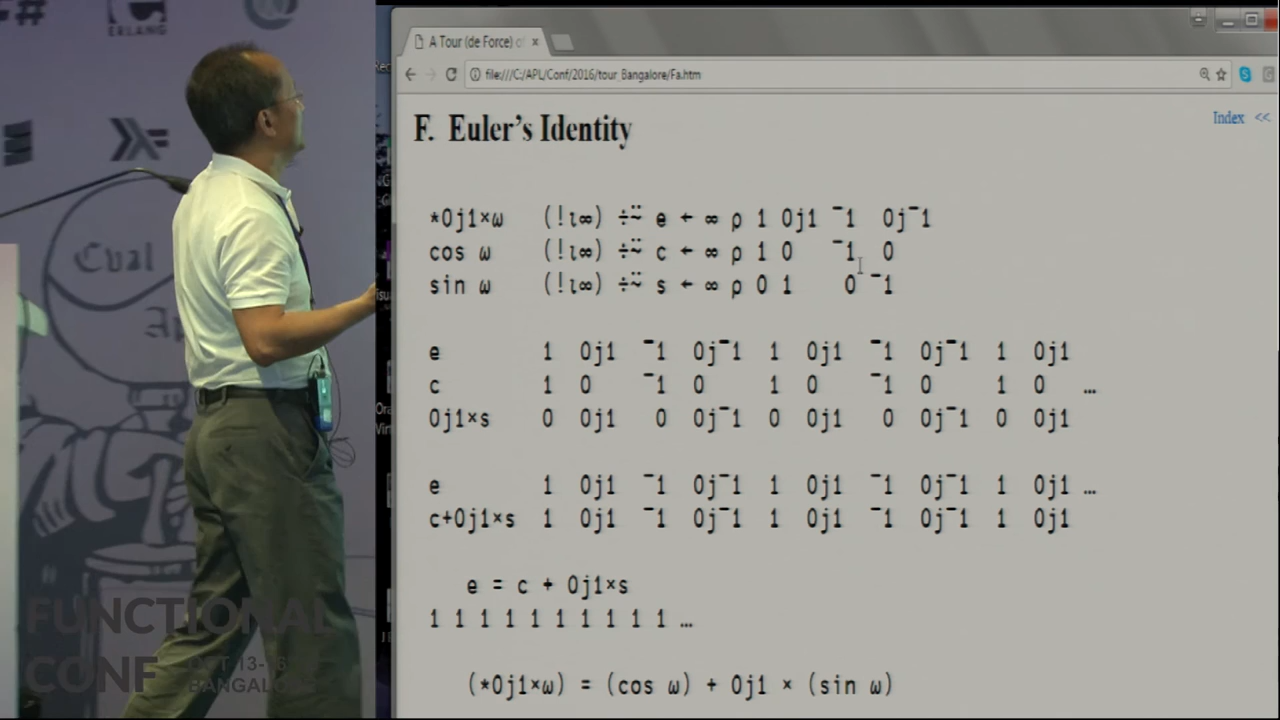 #
ERLANG
A Tour (de Force) of
file:///C:/APL/Conf/2016/tour_Bangalore/Fa.htm
F. Euler's Identity
Index <<
*0j1×ω (!⍳∞) ÷⍨¨ e ← ∞ ⍴ 1 0j1 ¯1 0j¯1
cos ω (!⍳∞) ÷⍨¨ c ← ∞ ⍴ 1 0 ¯1 0
sin ω (!⍳∞) ÷⍨¨ s ← ∞ ⍴ 0 1 0 ¯1
e 1 0j1 ¯1 0j¯1 1 0j1 ¯1 0j¯1 1 0j1
c 1 0 ¯1 0 1 0 ¯1 0 1 0 …
0j1×s 0 0j1 0 0j¯1 0 0j1 0 0j¯1 0 0j1
e 1 0j1 ¯1 0j¯1 1 0j1 ¯1 0j¯1 1 0j1 …
c+0j1×s 1 0j1 ¯1 0j¯1 1 0j1 ¯1 0j¯1 1 0j1
e = c + 0j1×s
1 1 1 1 1 1 1 1 1 1 …
(*0j1×ω) = (cos ω) + 0j1 × (sin ω)
FUNCTIONAL
CONF
BANGALO